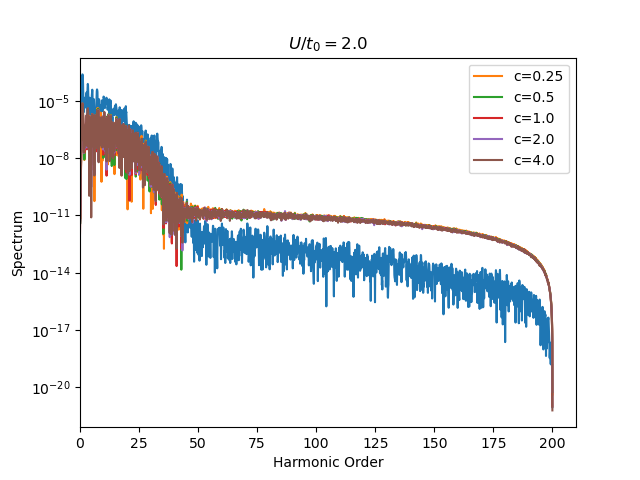 U/t₀ = 2.0
c=0.25
c=0.5
c=1.0
c=2.0
c=4.0
10⁻⁵
10⁻⁸
10⁻¹¹
10⁻¹⁴
10⁻¹⁷
10⁻²⁰
Spectrum
0 25 50 75 100 125 150 175 200
Harmonic Order